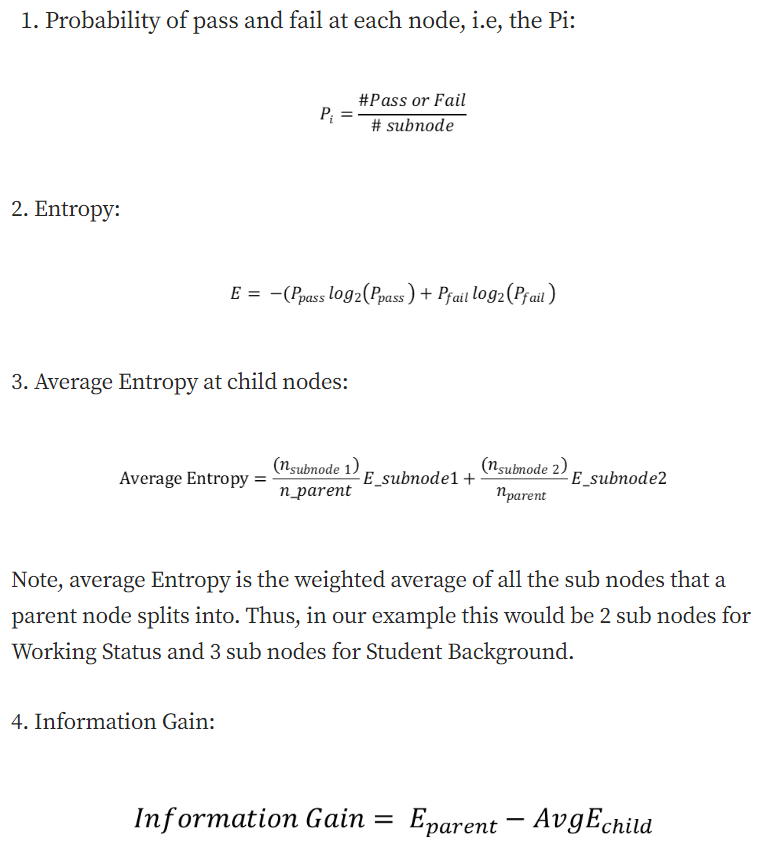 1. Probability of pass and fail at each node, i.e, the Pi:
P_i = #Pass or Fail / # subnode
2. Entropy:
E = −(P_pass log_2(P_pass) + P_fail log_2(P_fail)
3. Average Entropy at child nodes:
Average Entropy = (n_subnode 1) / n_parent E_subnode1 + (n_subnode 2) / n_parent E_subnode2
Note, average Entropy is the weighted average of all the sub nodes that a
parent node splits into. Thus, in our example this would be 2 sub nodes for
Working Status and 3 sub nodes for Student Background.
4. Information Gain:
Information Gain = E_parent − AvgE_child